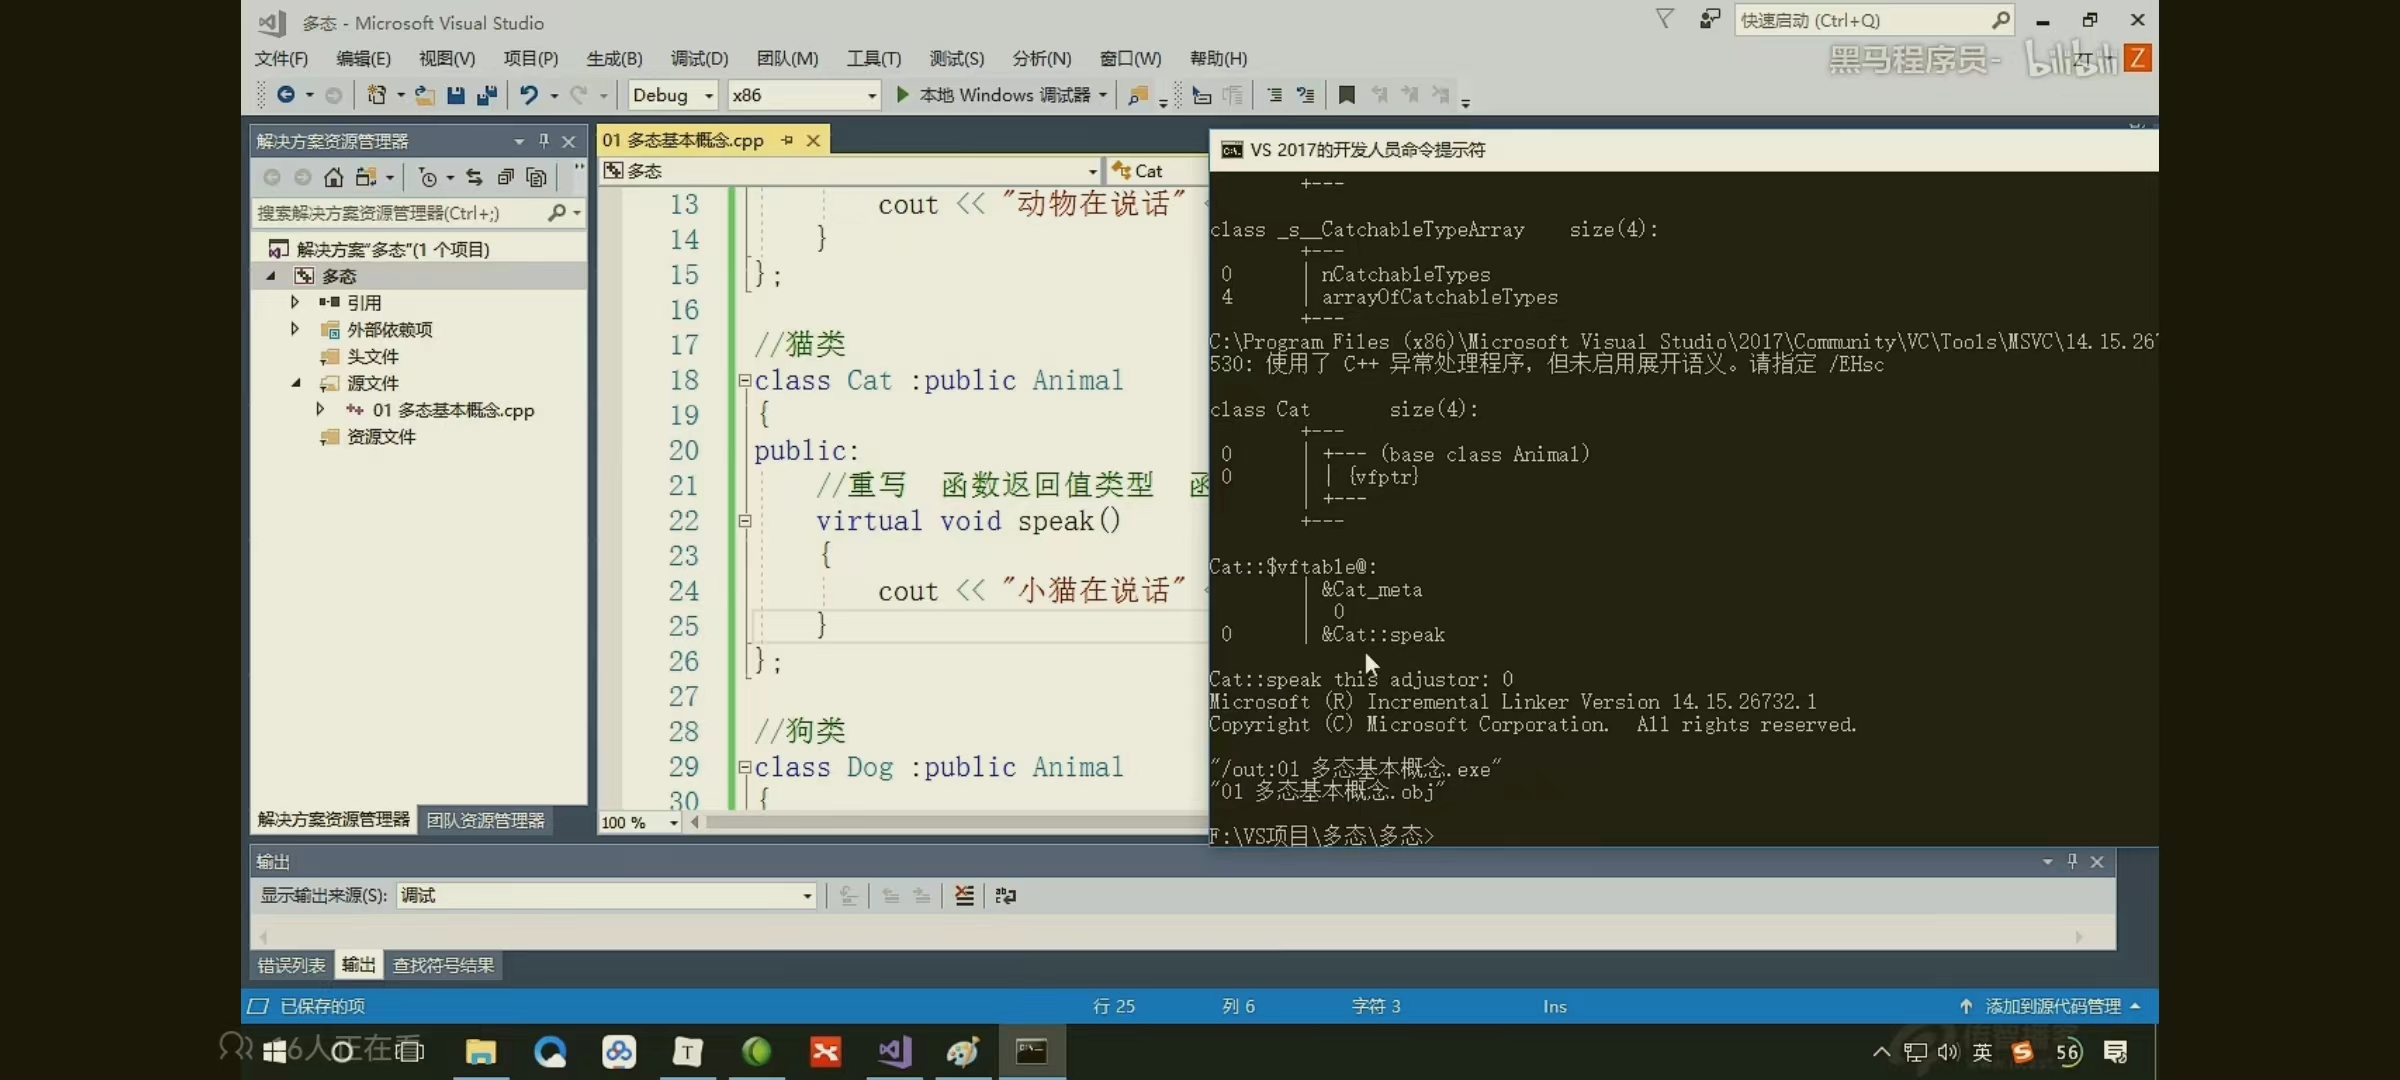 多态 - Microsoft Visual Studio
快速启动 (Ctrl+Q)
文件(F) 编辑(E) 视图(V) 项目(P) 生成(B) 调试(D) 团队(M) 工具(T) 测试(S) 分析(N) 窗口(W) 帮助(H)
黑马程序员- bilibili
Z
Debug x86 本地 Windows 调试器
解决方案资源管理器
搜索解决方案资源管理器(Ctrl+;)
解决方案"多态"(1 个项目)
多态
引用
外部依赖项
头文件
源文件
01 多态基本概念.cpp
资源文件
解决方案资源管理器 团队资源管理器
01 多态基本概念.cpp
多态 Cat
13 cout << "动物在说话" <
14 }
15 };
16
17 //猫类
18 class Cat :public Animal
19 {
20 public:
21 //重写 函数返回值类型 函
22 virtual void speak()
23 {
24 cout << "小猫在说话" <
25 }
26 };
27
28 //狗类
29 class Dog :public Animal
30 {
100 %
VS 2017的开发人员命令提示符
+---
class _s__CatchableTypeArray size(4):
+---
0 | nCatchableTypes
4 | arrayOfCatchableTypes
+---
C:\Program Files (x86)\Microsoft Visual Studio\2017\Community\VC\Tools\MSVC\14.15.267
530: 使用了 C++ 异常处理程序，但未启用展开语义。请指定 /EHsc
class Cat size(4):
+---
0 | +--- (base class Animal)
0 | | {vfptr}
| +---
+---
Cat::$vftable@:
| &Cat_meta
| 0
0 | &Cat::speak
Cat::speak this adjustor: 0
Microsoft (R) Incremental Linker Version 14.15.26732.1
Copyright (C) Microsoft Corporation. All rights reserved.
"/out:01 多态基本概念.exe"
"01 多态基本概念.obj"
F:\VS项目\多态\多态>
输出
显示输出来源(S): 调试
错误列表 输出 查找符号结果
已保存的项 行 25 列 6 字符 3 Ins 添加到源代码管理
6人正在看
英 56